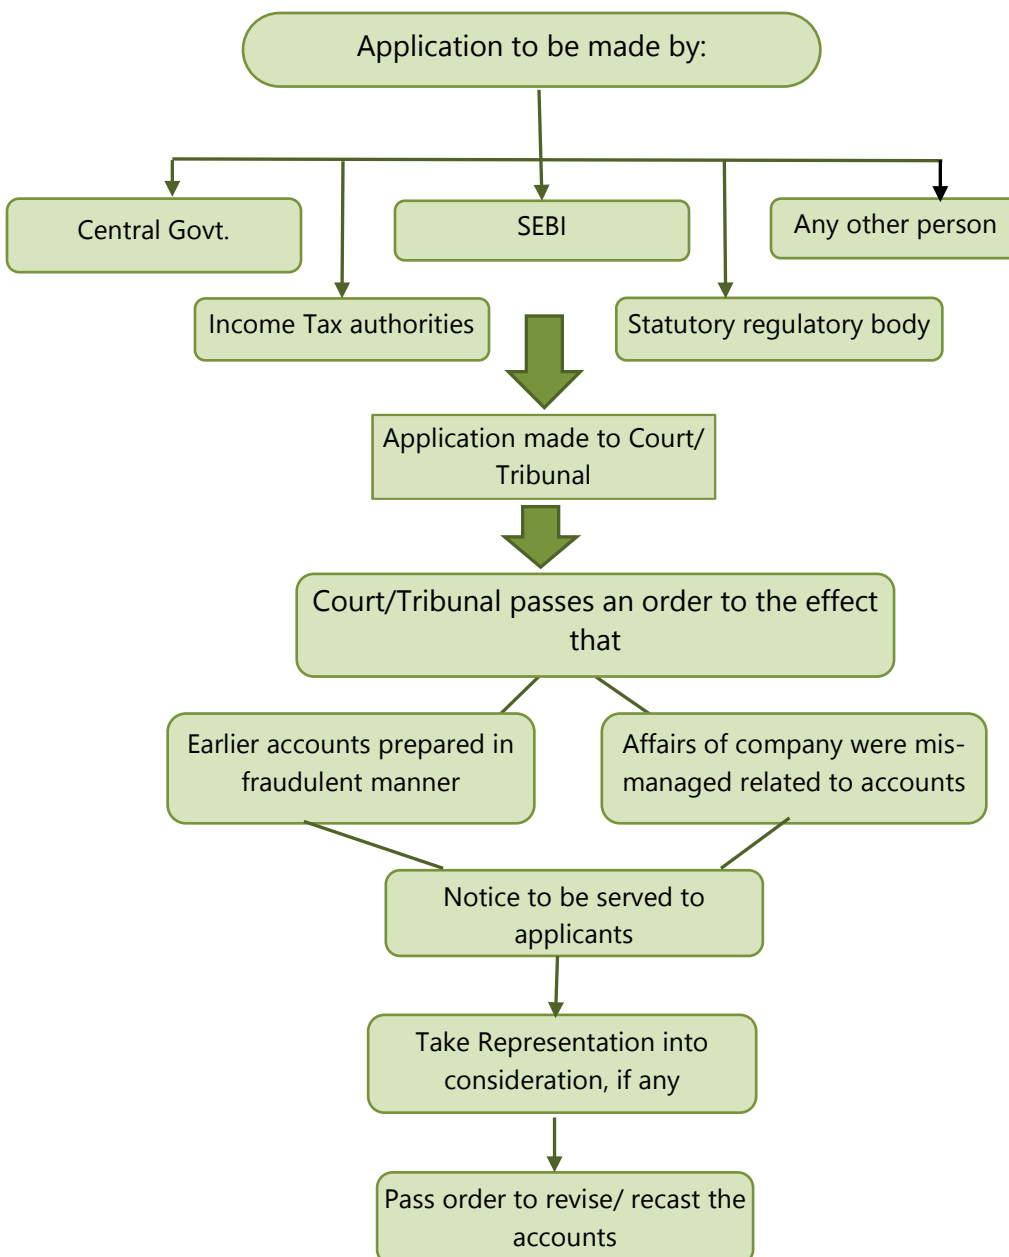 Application to be made by:
Central Govt.
SEBI
Any other person
Income Tax authorities
Statutory regulatory body
Application made to Court/
Tribunal
Court/Tribunal passes an order to the effect
that
Earlier accounts prepared in
fraudulent manner
Affairs of company were mis-
managed related to accounts
Notice to be served to
applicants
Take Representation into
consideration, if any
Pass order to revise/ recast the
accounts